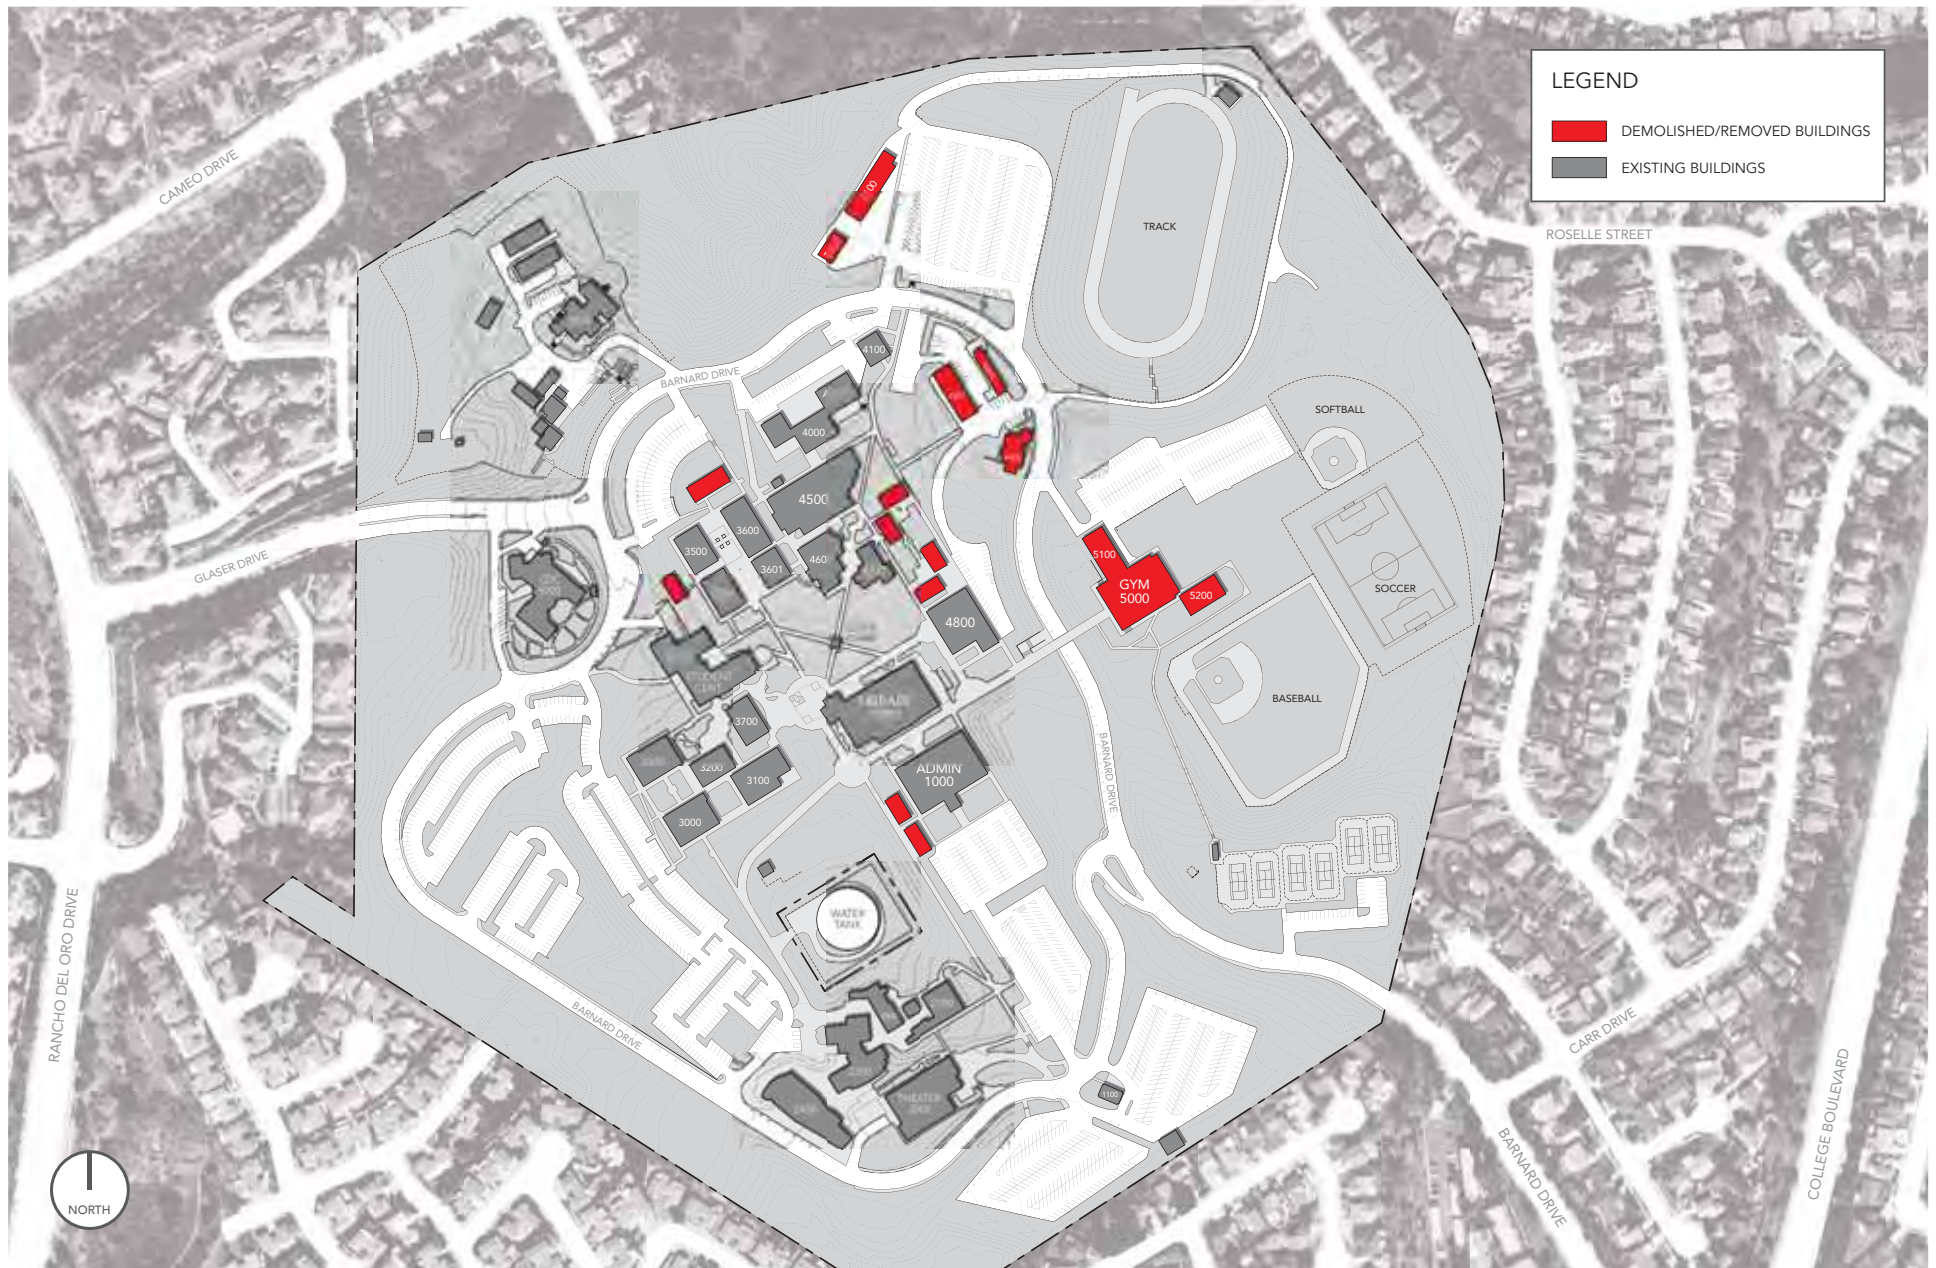 LEGEND
DEMOLISHED/REMOVED BUILDINGS
EXISTING BUILDINGS
CAMEO DRIVE
ROSELLE STREET
TRACK
BARNARD DRIVE
4100
4000
SOFTBALL
4500
3600
3500
3601
460
5100
GYM
5000
5200
SOCCER
GLASER DRIVE
4800
BASEBALL
3700
3200
3100
ADMIN
1000
BARNARD DRIVE
3000
WATER
TANK
RANCHO DEL ORO DRIVE
BARNARD DRIVE
CARR DRIVE
THEATER
1100
COLLEGE BOULEVARD
BARNARD DRIVE
NORTH